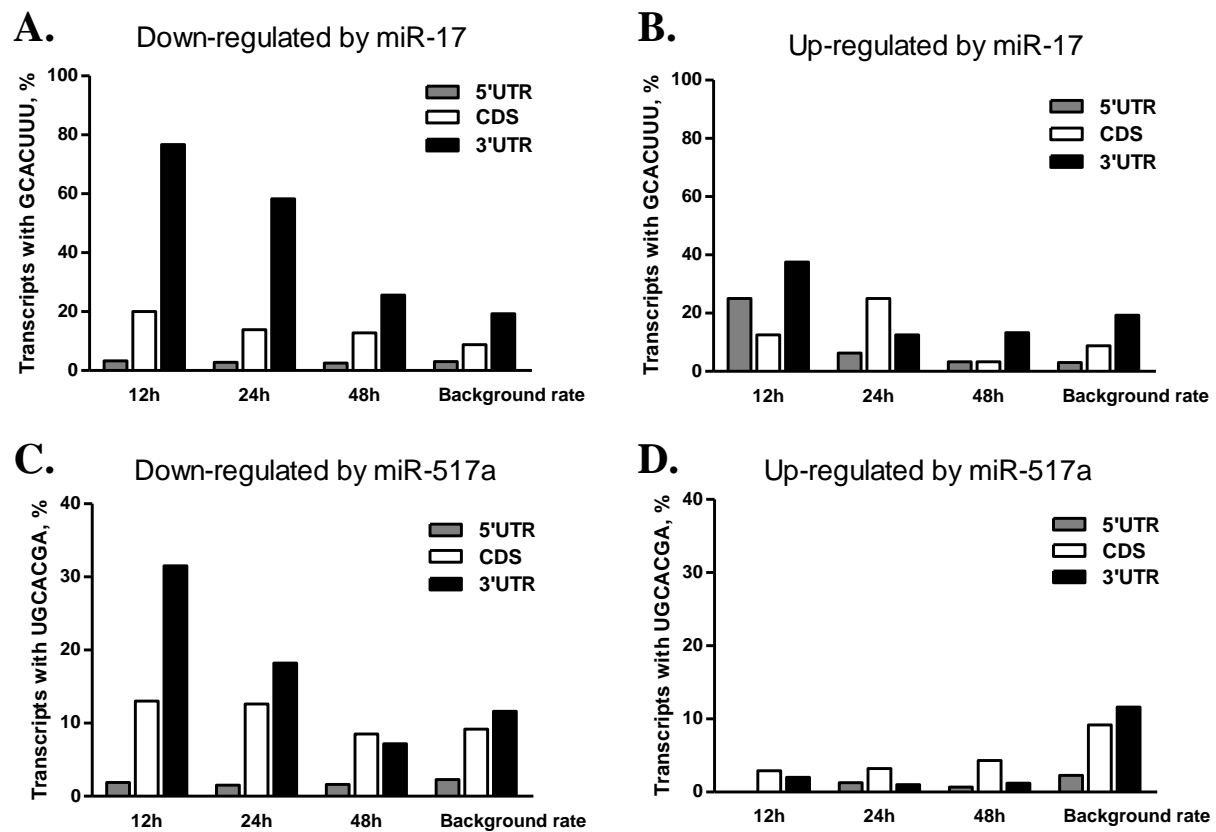 A.
Down-regulated by miR-17
Transcripts with GCACUUU, %
100
80
60
40
20
0
5'UTR
CDS
3'UTR
12h
24h
48h
Background rate
B.
Up-regulated by miR-17
Transcripts with GCACUUU, %
100
80
60
40
20
0
5'UTR
CDS
3'UTR
12h
24h
48h
Background rate
C.
Down-regulated by miR-517a
Transcripts with UGCACGA, %
40
30
20
10
0
5'UTR
CDS
3'UTR
12h
24h
48h
Background rate
D.
Up-regulated by miR-517a
Transcripts with UGCACGA, %
40
30
20
10
0
5'UTR
CDS
3'UTR
12h
24h
48h
Background rate